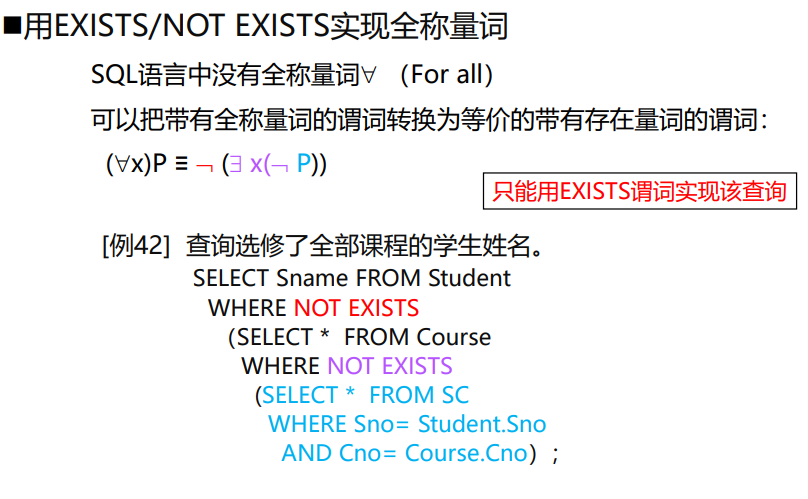 ■用EXISTS/NOT EXISTS实现全称量词
SQL语言中没有全称量词∀ （For all）
可以把带有全称量词的谓词转换为等价的带有存在量词的谓词：
(∀x)P ≡ ﹁ (∃ x(﹁ P))
只能用EXISTS谓词实现该查询
[例42] 查询选修了全部课程的学生姓名。
SELECT Sname FROM Student
WHERE NOT EXISTS
（SELECT * FROM Course
WHERE NOT EXISTS
(SELECT * FROM SC
WHERE Sno= Student.Sno
AND Cno= Course.Cno）；